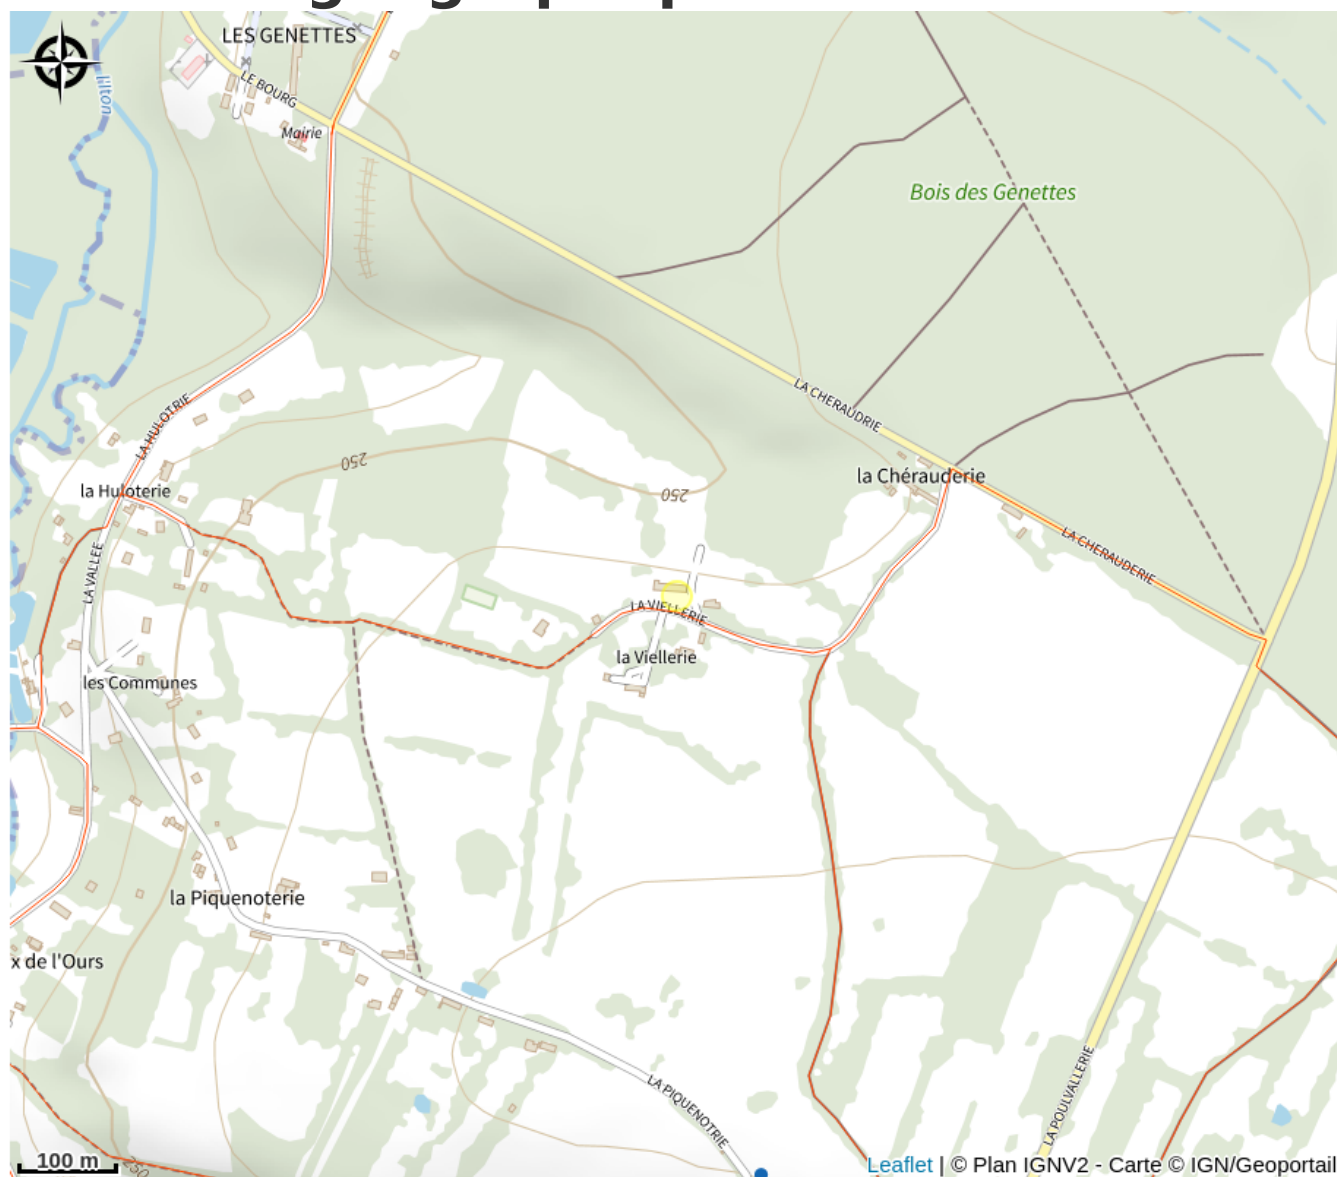 LES GENETTES
l'Iton
LE BOURG
Mairie
Bois des Genettes
LA HULOTRIE
LA CHERAUDRIE
250
la Huloterie
250
la Chérauderie
LA CHERAUDERIE
LA VALLEE
LA VIELLERIE
la Viellerie
les Communes
la Piquenoterie
x de l'Ours
LA PIQUENOTRIE
LA POULVALLERIE
250
100 m
Leaflet | © Plan IGNV2 - Carte © IGN/Geoportail